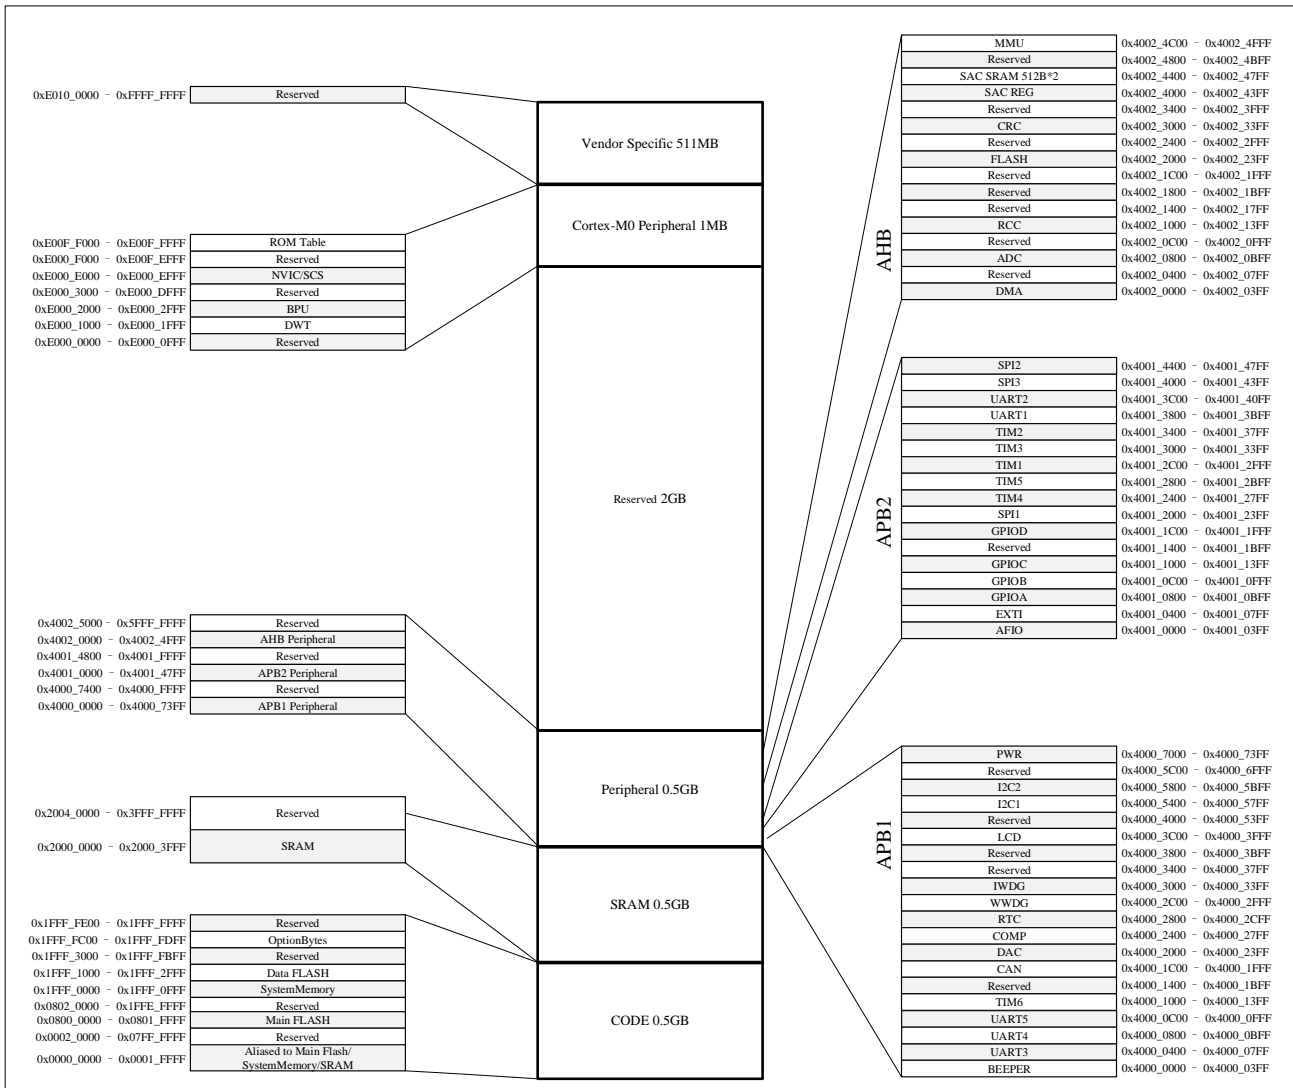 0xE010_0000 - 0xFFFF_FFFF Reserved
0xE00F_F000 - 0xE00F_FFFF ROM Table
0xE000_F000 - 0xE00F_EFFF Reserved
0xE000_E000 - 0xE000_EFFF NVIC/SCS
0xE000_3000 - 0xE000_DFFF Reserved
0xE000_2000 - 0xE000_2FFF BPU
0xE000_1000 - 0xE000_1FFF DWT
0xE000_0000 - 0xE000_0FFF Reserved
0x4002_5000 - 0x5FFF_FFFF Reserved
0x4002_0000 - 0x4002_4FFF AHB Peripheral
0x4001_4800 - 0x4001_FFFF Reserved
0x4001_0000 - 0x4001_47FF APB2 Peripheral
0x4000_7400 - 0x4000_FFFF Reserved
0x4000_0000 - 0x4000_73FF APB1 Peripheral
0x2004_0000 - 0x3FFF_FFFF Reserved
0x2000_0000 - 0x2000_3FFF SRAM
0x1FFF_FE00 - 0x1FFF_FFFF Reserved
0x1FFF_FC00 - 0x1FFF_FDFF OptionBytes
0x1FFF_3000 - 0x1FFF_FBFF Reserved
0x1FFF_1000 - 0x1FFF_2FFF Data FLASH
0x1FFF_0000 - 0x1FFF_0FFF SystemMemory
0x0802_0000 - 0x1FFE_FFFF Reserved
0x0800_0000 - 0x0801_FFFF Main FLASH
0x0002_0000 - 0x07FF_FFFF Reserved
0x0000_0000 - 0x0001_FFFF Aliased to Main Flash/
SystemMemory/SRAM
Vendor Specific 511MB
Cortex-M0 Peripheral 1MB
Reserved 2GB
Peripheral 0.5GB
SRAM 0.5GB
CODE 0.5GB
AHB
MMU 0x4002_4C00 - 0x4002_4FFF
Reserved 0x4002_4800 - 0x4002_4BFF
SAC SRAM 512B*2 0x4002_4400 - 0x4002_47FF
SAC REG 0x4002_4000 - 0x4002_43FF
Reserved 0x4002_3400 - 0x4002_3FFF
CRC 0x4002_3000 - 0x4002_33FF
Reserved 0x4002_2400 - 0x4002_2FFF
FLASH 0x4002_2000 - 0x4002_23FF
Reserved 0x4002_1C00 - 0x4002_1FFF
Reserved 0x4002_1800 - 0x4002_1BFF
Reserved 0x4002_1400 - 0x4002_17FF
RCC 0x4002_1000 - 0x4002_13FF
Reserved 0x4002_0C00 - 0x4002_0FFF
ADC 0x4002_0800 - 0x4002_0BFF
Reserved 0x4002_0400 - 0x4002_07FF
DMA 0x4002_0000 - 0x4002_03FF
APB2
SPI2 0x4001_4400 - 0x4001_47FF
SPI3 0x4001_4000 - 0x4001_43FF
UART2 0x4001_3C00 - 0x4001_40FF
UART1 0x4001_3800 - 0x4001_3BFF
TIM2 0x4001_3400 - 0x4001_37FF
TIM3 0x4001_3000 - 0x4001_33FF
TIM1 0x4001_2C00 - 0x4001_2FFF
TIM5 0x4001_2800 - 0x4001_2BFF
TIM4 0x4001_2400 - 0x4001_27FF
SPI1 0x4001_2000 - 0x4001_23FF
GPIOD 0x4001_1C00 - 0x4001_1FFF
Reserved 0x4001_1400 - 0x4001_1BFF
GPIOC 0x4001_1000 - 0x4001_13FF
GPIOB 0x4001_0C00 - 0x4001_0FFF
GPIOA 0x4001_0800 - 0x4001_0BFF
EXTI 0x4001_0400 - 0x4001_07FF
AFIO 0x4001_0000 - 0x4001_03FF
APB1
PWR 0x4000_7000 - 0x4000_73FF
Reserved 0x4000_5C00 - 0x4000_6FFF
I2C2 0x4000_5800 - 0x4000_5BFF
I2C1 0x4000_5400 - 0x4000_57FF
Reserved 0x4000_4000 - 0x4000_53FF
LCD 0x4000_3C00 - 0x4000_3FFF
Reserved 0x4000_3800 - 0x4000_3BFF
Reserved 0x4000_3400 - 0x4000_37FF
IWDG 0x4000_3000 - 0x4000_33FF
WWDG 0x4000_2C00 - 0x4000_2FFF
RTC 0x4000_2800 - 0x4000_2CFF
COMP 0x4000_2400 - 0x4000_27FF
DAC 0x4000_2000 - 0x4000_23FF
CAN 0x4000_1C00 - 0x4000_1FFF
Reserved 0x4000_1400 - 0x4000_1BFF
TIM6 0x4000_1000 - 0x4000_13FF
UART5 0x4000_0C00 - 0x4000_0FFF
UART4 0x4000_0800 - 0x4000_0BFF
UART3 0x4000_0400 - 0x4000_07FF
BEEPER 0x4000_0000 - 0x4000_03FF